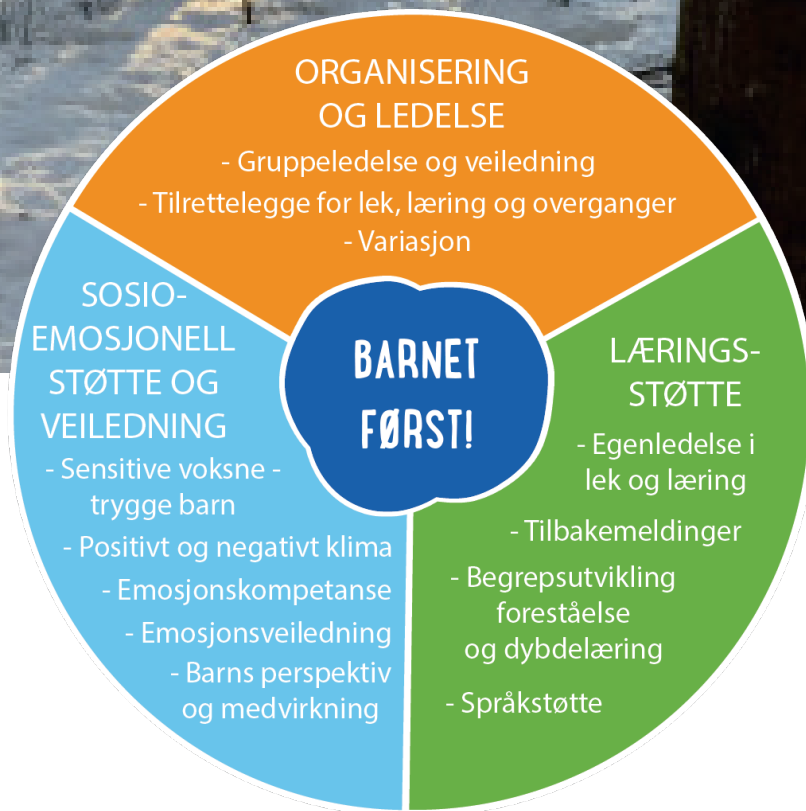 ORGANISERING
OG LEDELSE
- Gruppeledelse og veiledning
- Tilrettelegge for lek, læring og overganger
- Variasjon
SOSIO-
EMOSJONELL
STØTTE OG
VEILEDNING
- Sensitive voksne -
trygge barn
- Positivt og negativt klima
- Emosjonskompetanse
- Emosjonsveiledning
- Barns perspektiv
og medvirkning
BARNET
FØRST!
LÆRINGS-
STØTTE
- Egenledelse i
lek og læring
- Tilbakemeldinger
- Begrepsutvikling
foreståelse
og dybdelæring
- Språkstøtte